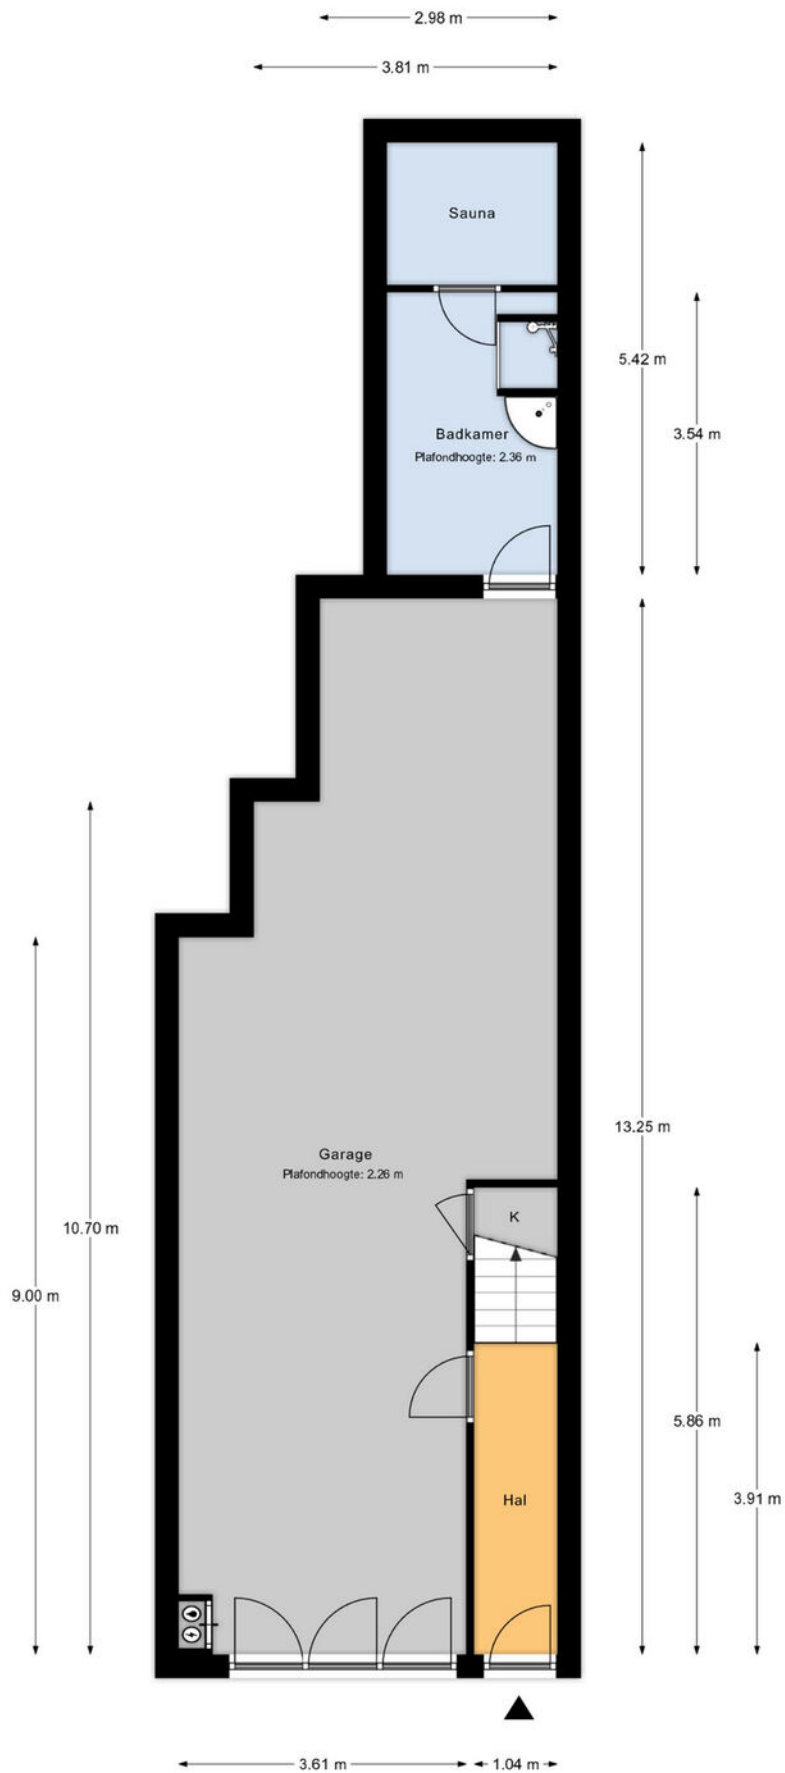 2.98 m
3.81 m
Sauna
5.42 m
3.54 m
Badkamer
Plafondhoogte: 2.36 m
13.25 m
Garage
Plafondhoogte: 2.26 m
K
10.70 m
9.00 m
5.86 m
3.91 m
Hal
3.61 m
1.04 m